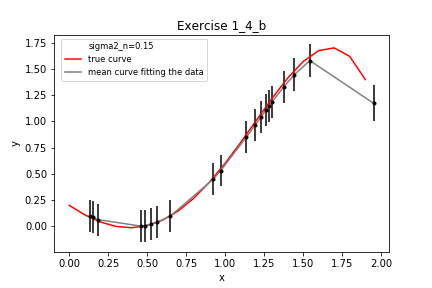 Exercise 1_4_b
sigma2_n=0.15
true curve
mean curve fitting the data
1.75
1.50
1.25
1.00
0.75
0.50
0.25
0.00
y
0.00 0.25 0.50 0.75 1.00 1.25 1.50 1.75 2.00
x